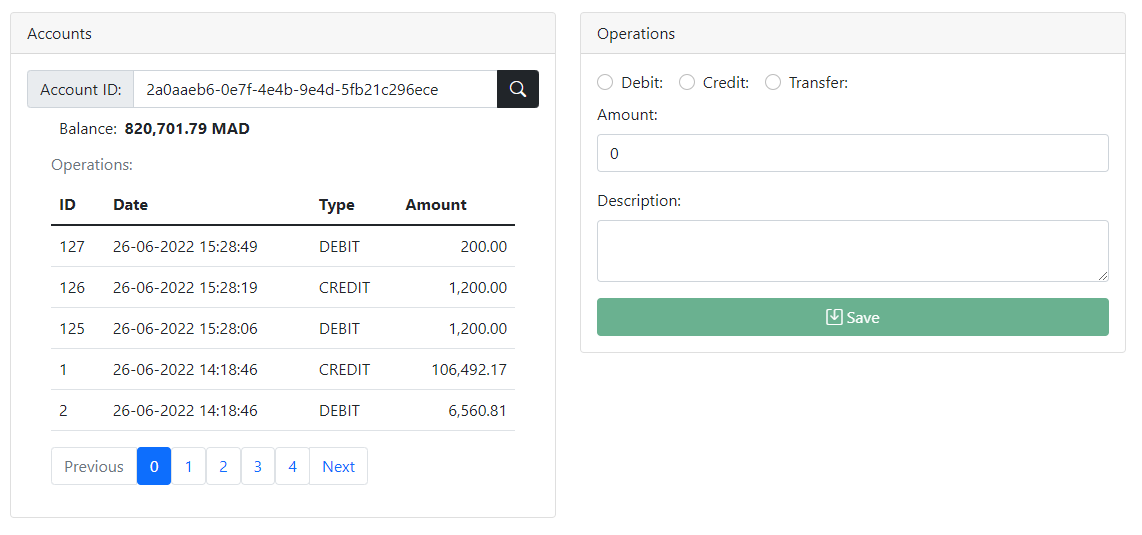 Accounts
Account ID: 2a0aaeb6-0e7f-4e4b-9e4d-5fb21c296ece
Balance: 820,701.79 MAD
Operations:
ID Date Type Amount
127 26-06-2022 15:28:49 DEBIT 200.00
126 26-06-2022 15:28:19 CREDIT 1,200.00
125 26-06-2022 15:28:06 DEBIT 1,200.00
1 26-06-2022 14:18:46 CREDIT 106,492.17
2 26-06-2022 14:18:46 DEBIT 6,560.81
Previous 0 1 2 3 4 Next
Operations
Debit: Credit: Transfer:
Amount:
0
Description:
Save